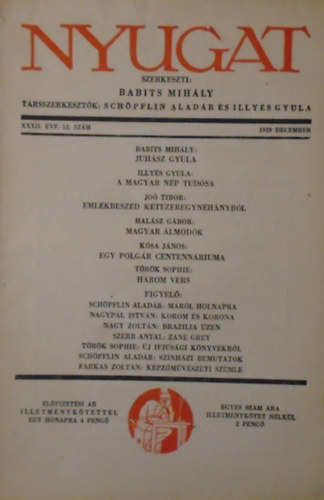 NYUGAT
SZERKESZTI:
BABITS MIHÁLY
TÁRSSZERKESZTŐK: SCHÖPFLIN ALADÁR ÉS ILLYÉS GYULA
XXXII. ÉVF. 12. SZÁM 1939 DECEMBER
BABITS MIHÁLY:
JUHÁSZ GYULA
ILLYÉS GYULA:
A MAGYAR NÉP TUDÓSA
JOÓ TIBOR:
EMLÉKBESZÉD KÉTEZEREGYNÉHÁNYBÓL
HALÁSZ GÁBOR:
MAGYAR ÁLMODÓK
KÓSA JÁNOS:
EGY POLGÁR CENTENNÁRIUMA
TÖRÖK SOPHIE:
HÁROM VERS
FIGYELŐ:
SCHÖPFLIN ALADÁR: MÁRÓL HOLNAPRA
NAGYPÁL ISTVÁN: KOROM ÉS KORONA
NAGY ZOLTÁN: BRAZILIA ÜZEN
SZERB ANTAL: ZANE GREY
TÖRÖK SOPHIE: UJ IFJUSÁGI KÖNYVEKRŐL
SCHÖPFLIN ALADÁR: SZINHÁZI BEMUTATÓK
FARKAS ZOLTÁN: KÉPZŐMŰVÉSZETI SZEMLE
ELŐFIZETÉSI ÁR
ILLETMÉNYKÖTETTEL
EGY HÓNAPRA 4 PENGŐ
EGYES SZÁM ÁRA
ILLETMÉNYKÖTET NÉLKÜL
2 PENGŐ